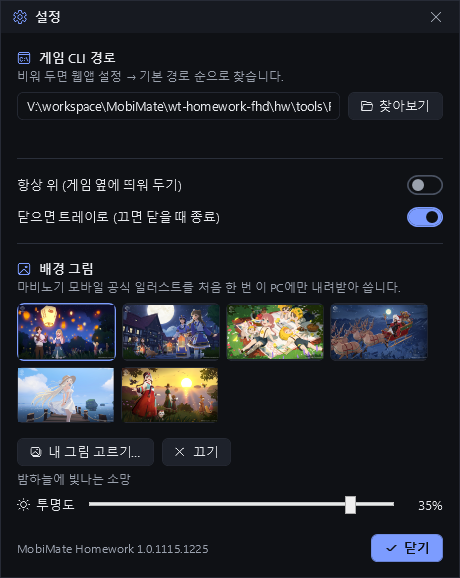 설정
게임 CLI 경로
비워 두면 웹앱 설정 → 기본 경로 순으로 찾습니다.
V:\workspace\MobiMate\wt-homework-fhd\hw\tools\F 찾아보기
항상 위 (게임 옆에 띄워 두기)
닫으면 트레이로 (끄면 닫을 때 종료)
배경 그림
마비노기 모바일 공식 일러스트를 처음 한 번 이 PC에만 내려받아 씁니다.
내 그림 고르기... 끄기
밤하늘에 빛나는 소망
투명도 35%
MobiMate Homework 1.0.1115.1225 닫기